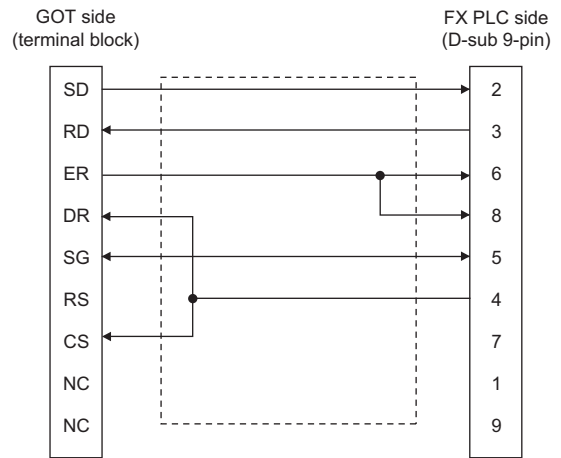 GOT side
(terminal block)
FX PLC side
(D-sub 9-pin)
SD 2
RD 3
ER 6
DR 8
SG 5
RS 4
CS 7
NC 1
NC 9